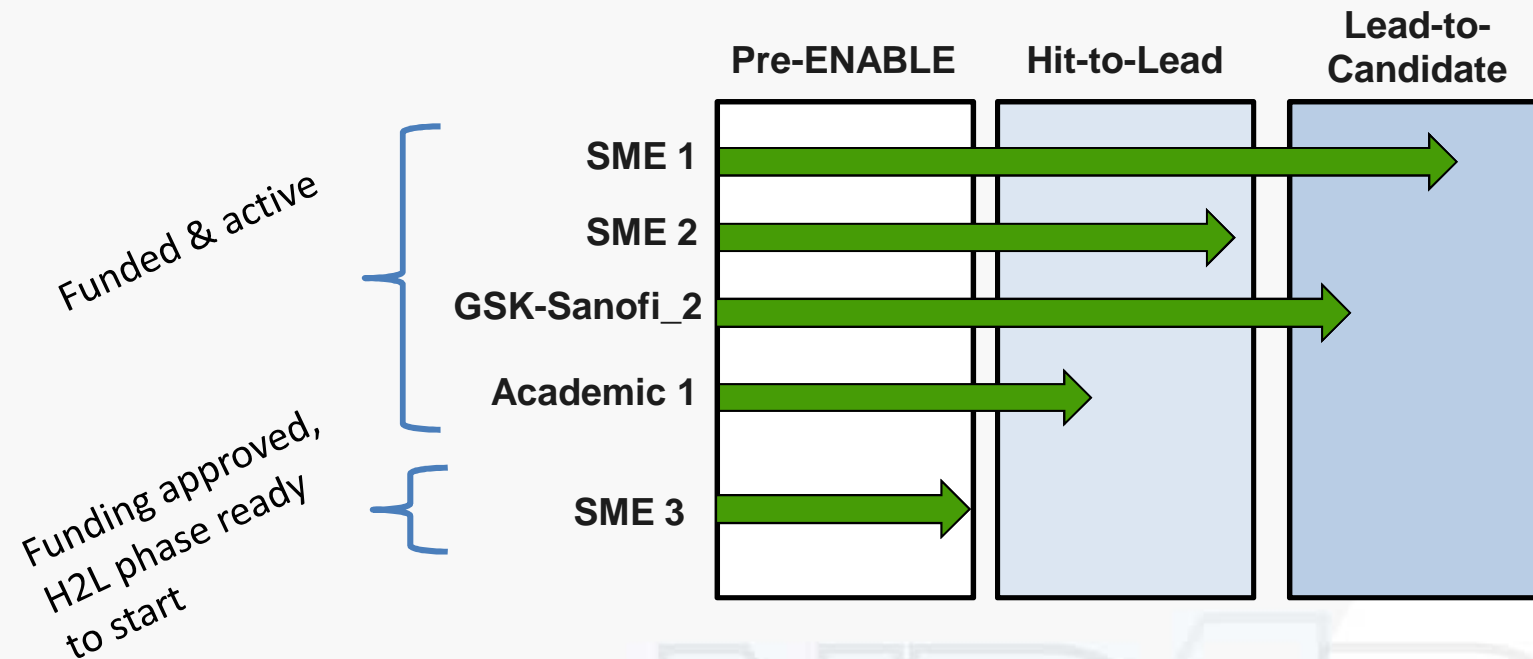 Pre-ENABLE
Hit-to-Lead
Lead-to-
Candidate
Funded & active
SME 1
SME 2
GSK-Sanofi_2
Academic 1
Funding approved,
H2L phase ready
to start
SME 3